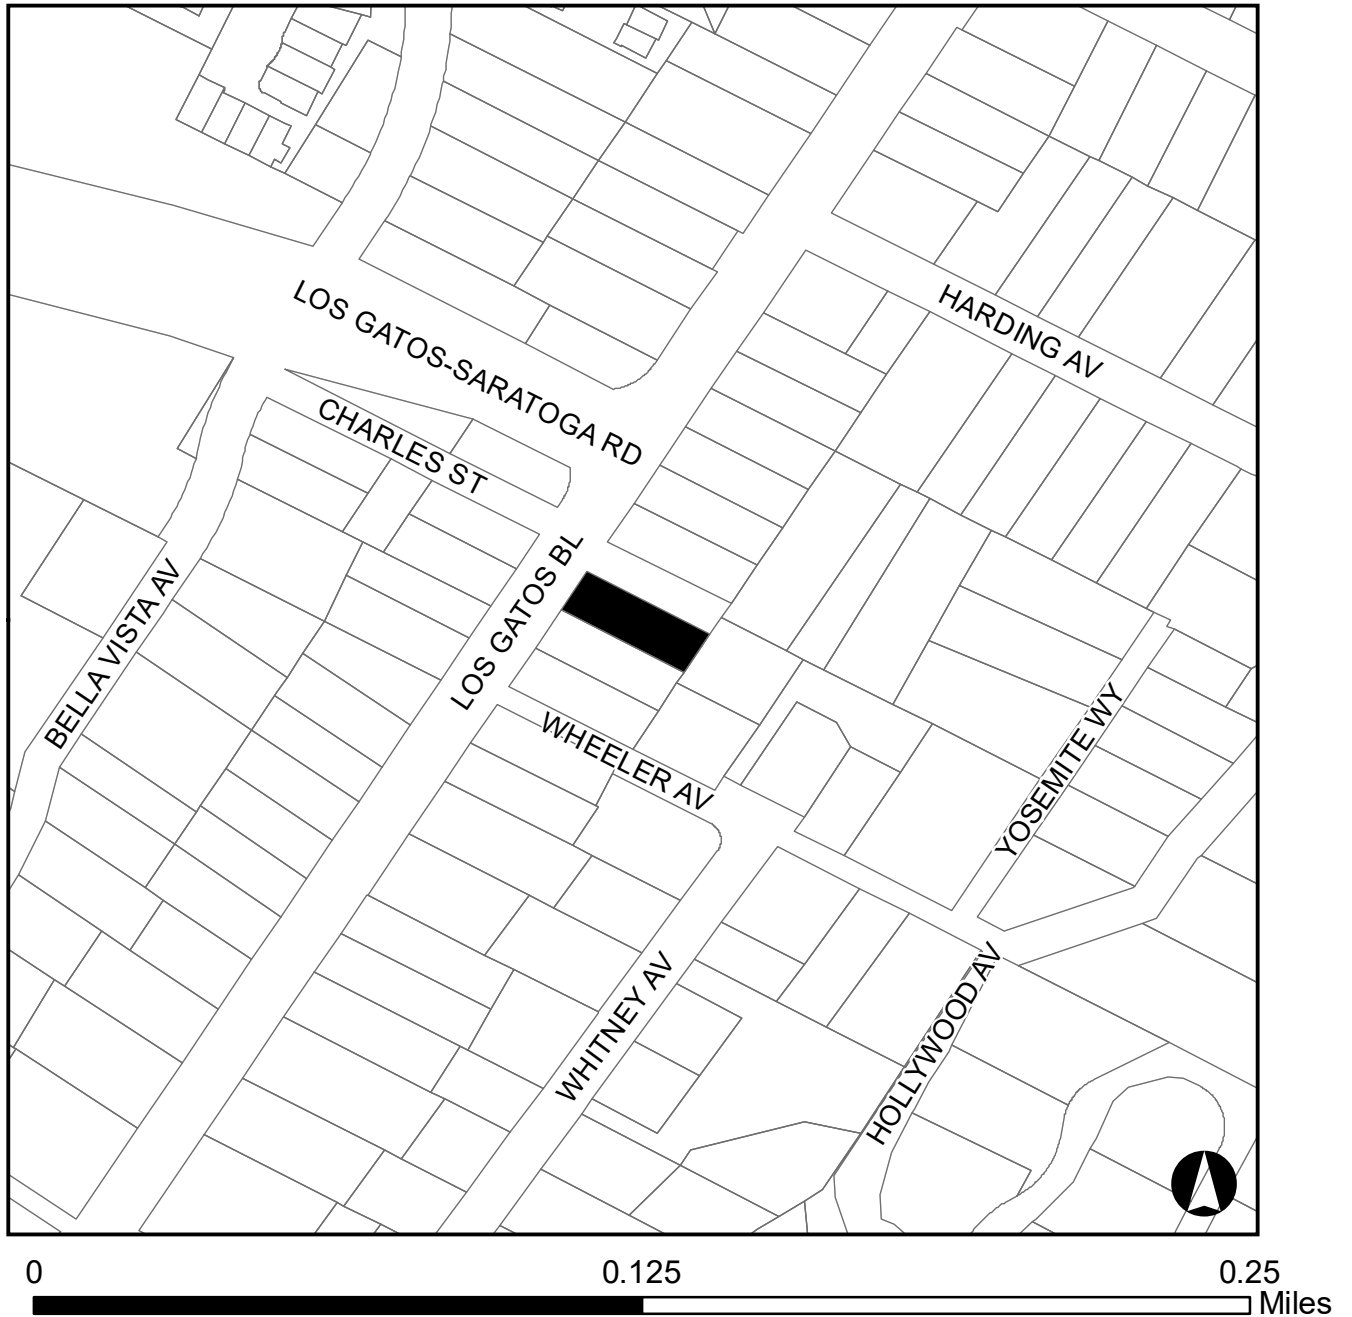 HARDING AV
LOS GATOS-SARATOGA RD
CHARLES ST
LOS GATOS BL
BELLA VISTA AV
WHEELER AV
YOSEMITE WY
WHITNEY AV
HOLLYWOOD AV
0 0.125 0.25
Miles